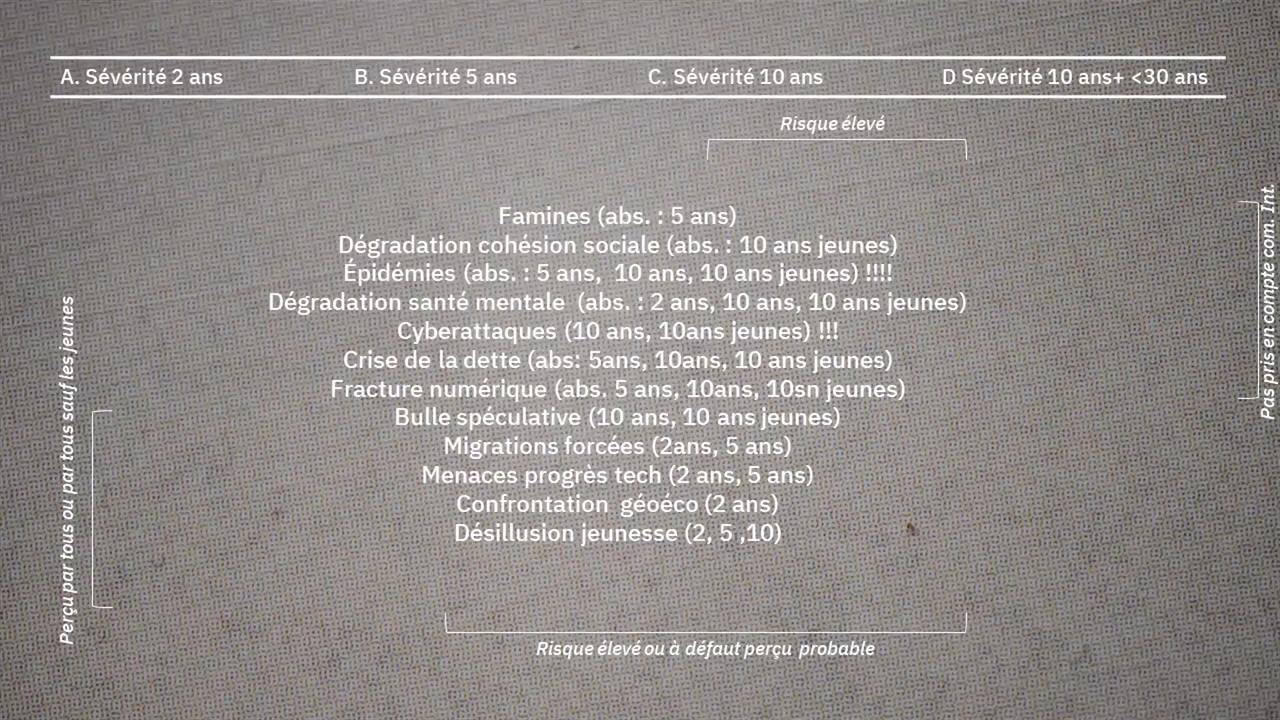 A. Sévérité 2 ans
B. Sévérité 5 ans
C. Sévérité 10 ans
D Sévérité 10 ans+ <30 ans
Risque élevé
Famines (abs. : 5 ans)
Dégradation cohésion sociale (abs. : 10 ans jeunes)
Épidémies (abs. : 5 ans,  10 ans, 10 ans jeunes) !!!!
Dégradation santé mentale  (abs. : 2 ans, 10 ans, 10 ans jeunes)
Cyberattaques (10 ans, 10ans jeunes) !!!
Crise de la dette (abs: 5ans, 10ans, 10 ans jeunes)
Fracture numérique (abs. 5 ans, 10ans, 10sn jeunes)
Bulle spéculative (10 ans, 10 ans jeunes)
Migrations forcées (2ans, 5 ans)
Menaces progrès tech (2 ans, 5 ans)
Confrontation  géoéco (2 ans)
Désillusion jeunesse (2, 5 ,10)
Perçu par tous ou par tous sauf les jeunes
Pas pris en compte com. Int.
Risque élevé ou à défaut perçu probable